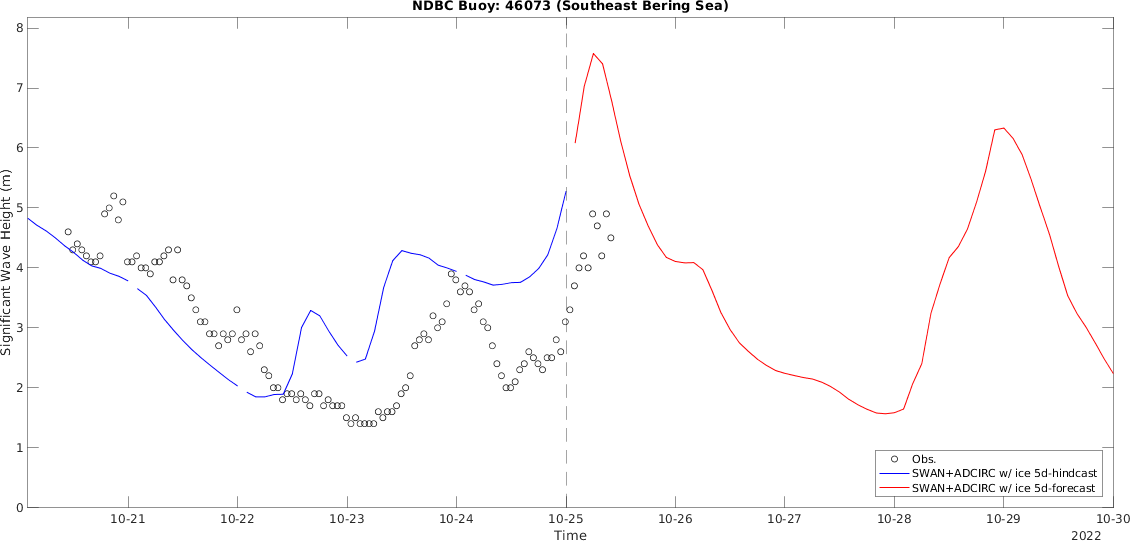 NDBC Buoy: 46073 (Southeast Bering Sea)
Significant Wave Height (m)
8
7
6
5
4
3
2
1
0
Obs.
SWAN+ADCIRC w/ ice 5d-hindcast
SWAN+ADCIRC w/ ice 5d-forecast
10-21 10-22 10-23 10-24 10-25 10-26 10-27 10-28 10-29 10-30
Time
2022